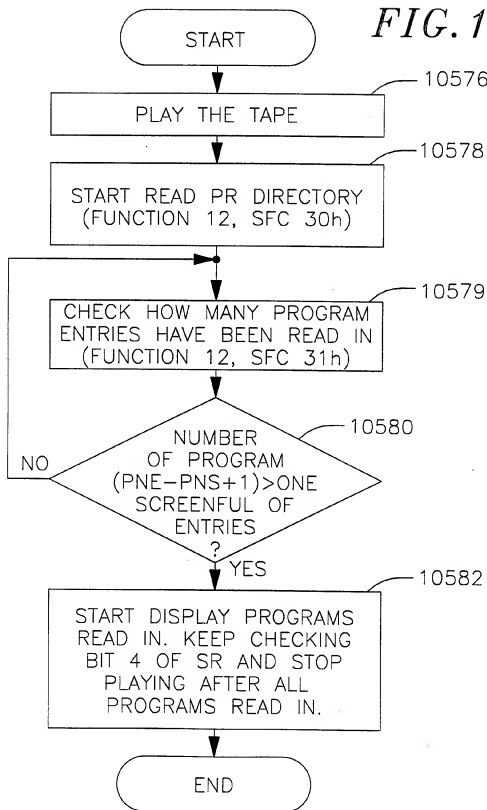 FIG. 1
START
10576
PLAY THE TAPE
10578
START READ PR DIRECTORY
(FUNCTION 12, SFC 30h)
10579
CHECK HOW MANY PROGRAM
ENTRIES HAVE BEEN READ IN
(FUNCTION 12, SFC 31h)
10580
NUMBER
OF PROGRAM
(PNE-PNS+1)>ONE
SCREENFUL OF
ENTRIES
?
NO
YES
10582
START DISPLAY PROGRAMS
READ IN. KEEP CHECKING
BIT 4 OF SR AND STOP
PLAYING AFTER ALL
PROGRAMS READ IN.
END